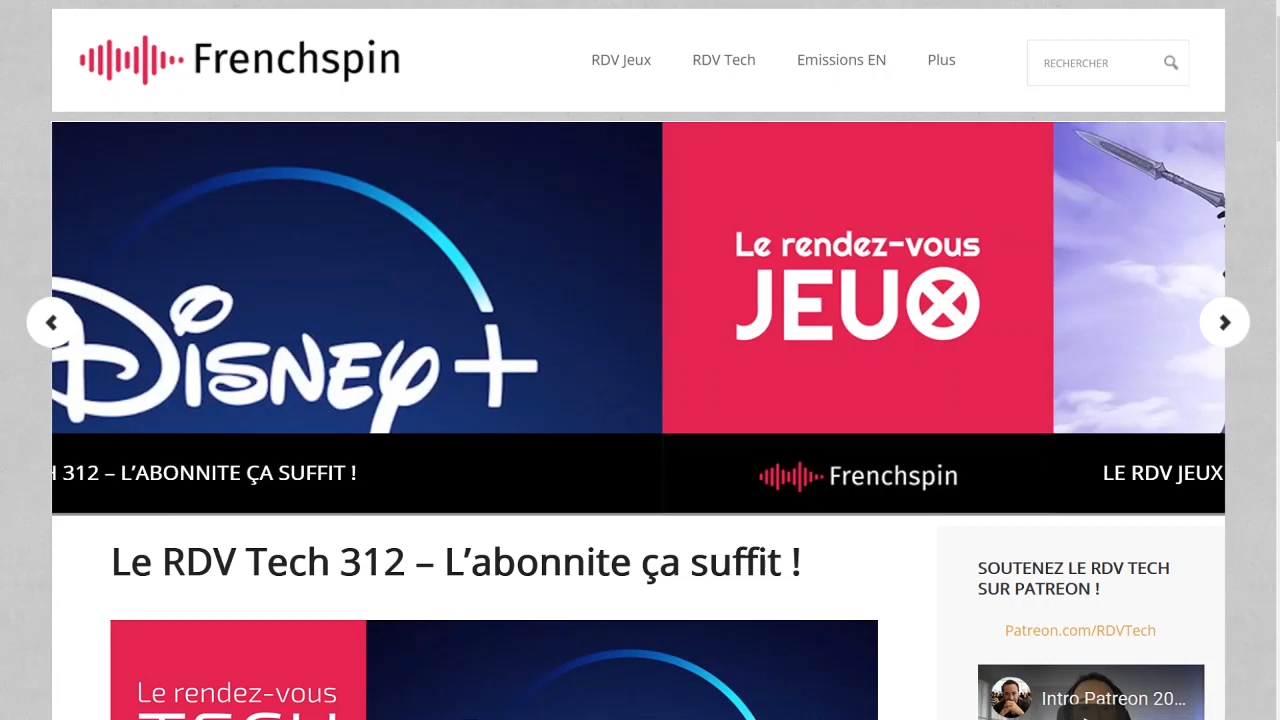 Frenchspin
RDV Jeux
RDV Tech
Emissions EN
Plus
RECHERCHER
DISNEY+
Le rendez-vous
JEUX
312 – L’ABONNITE ÇA SUFFIT !
Frenchspin
LE RDV JEUX
Le RDV Tech 312 – L’abonnite ça suffit !
SOUTENEZ LE RDV TECH
SUR PATREON !
Patreon.com/RDVTech
Le rendez-vous
TECH
Intro Patreon 20...